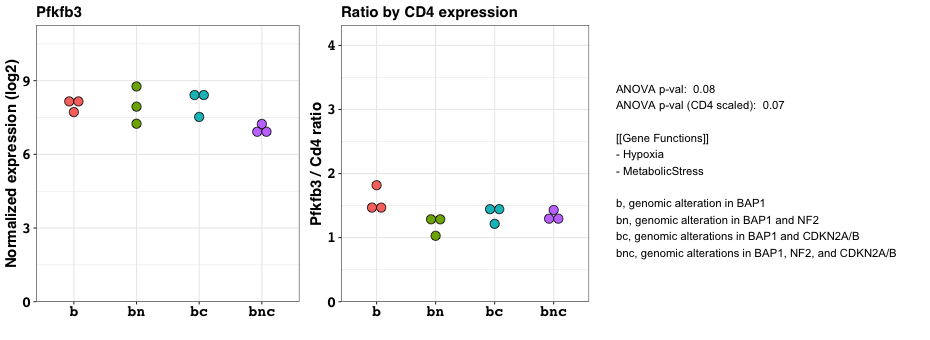 Pfkfb3
Normalized expression (log2)
9
6
3
0
b
bn
bc
bnc
Ratio by CD4 expression
Pfkfb3 / Cd4 ratio
4
3
2
1
0
b
bn
bc
bnc
ANOVA p-val:  0.08
ANOVA p-val (CD4 scaled):  0.07
[[Gene Functions]]
- Hypoxia
- MetabolicStress
b, genomic alteration in BAP1
bn, genomic alteration in BAP1 and NF2
bc, genomic alterations in BAP1 and CDKN2A/B
bnc, genomic alterations in BAP1, NF2, and CDKN2A/B